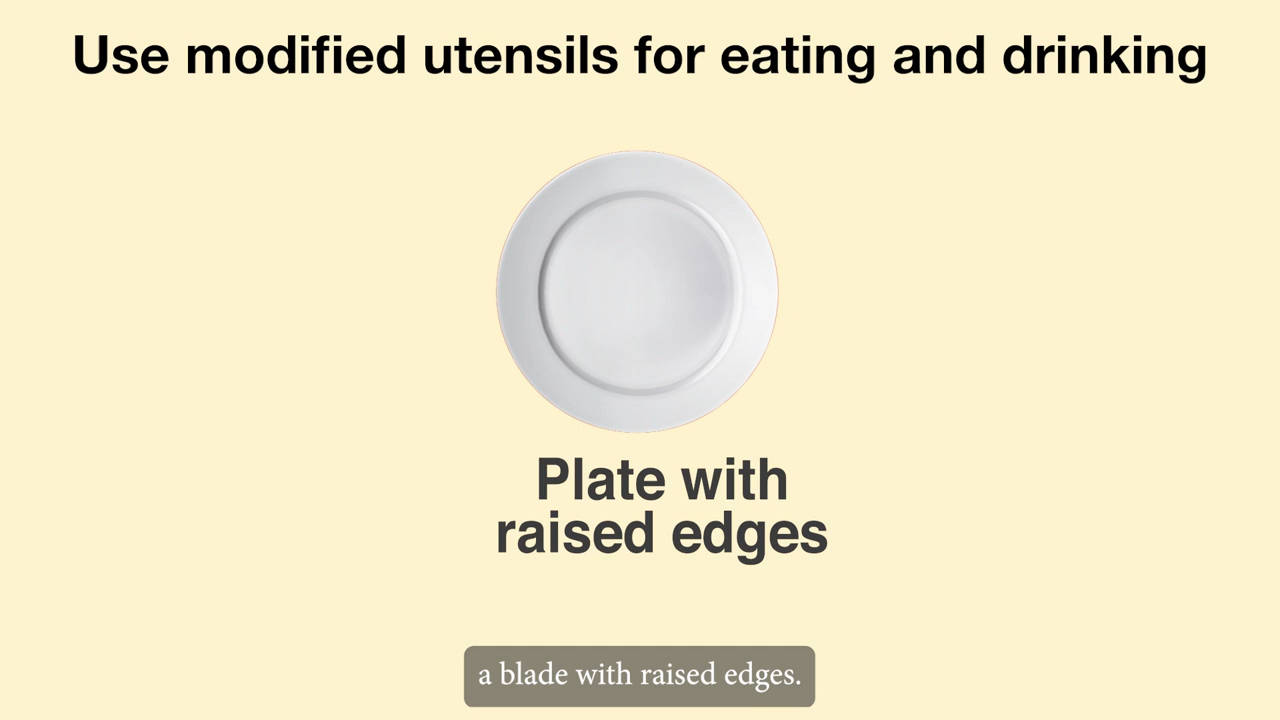 Use modified utensils for eating and drinking
Plate with
raised edges
a blade with raised edges.